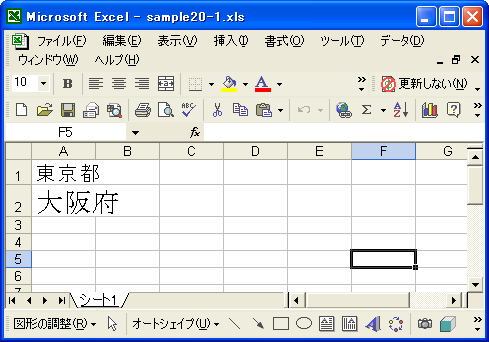 Microsoft Excel - sample20-1.xls
ファイル(F) 編集(E) 表示(V) 挿入(I) 書式(O) ツール(T) データ(D)
ウィンドウ(W) ヘルプ(H)
10 B A 更新しない(N)
Σ
F5 fx
A B C D E F G
1 東京都
2 大阪府
3
4
5
6
7
シート1
図形の調整(R) オートシェイプ(U)